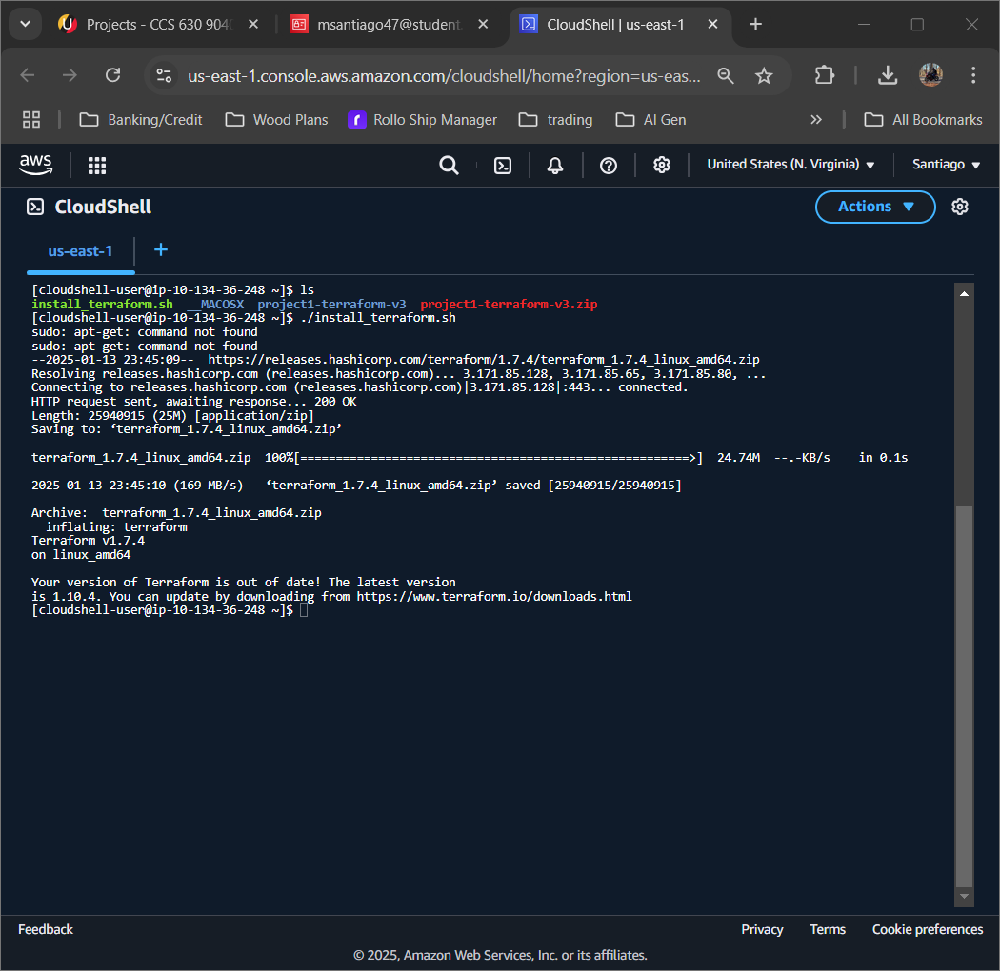 Projects - CCS 630 904
msantiago47@student.
CloudShell | us-east-1
us-east-1.console.aws.amazon.com/cloudshell/home?region=us-eas...
Banking/Credit
Wood Plans
r
Rollo Ship Manager
trading
AI Gen
All Bookmarks
aws
United States (N. Virginia)
Santiago
CloudShell
Actions
us-east-1
[cloudshell-user@ip-10-134-36-248 ~]$ ls
install_terraform.sh  __MACOSX  project1-terraform-v3  project1-terraform-v3.zip
[cloudshell-user@ip-10-134-36-248 ~]$ ./install_terraform.sh
sudo: apt-get: command not found
sudo: apt-get: command not found
--2025-01-13 23:45:09--  https://releases.hashicorp.com/terraform/1.7.4/terraform_1.7.4_linux_amd64.zip
Resolving releases.hashicorp.com (releases.hashicorp.com)... 3.171.85.128, 3.171.85.65, 3.171.85.80, ...
Connecting to releases.hashicorp.com (releases.hashicorp.com)|3.171.85.128|:443... connected.
HTTP request sent, awaiting response... 200 OK
Length: 25940915 (25M) [application/zip]
Saving to: ‘terraform_1.7.4_linux_amd64.zip’
terraform_1.7.4_linux_amd64.zip  100%[=======================================================>]  24.74M  --.-KB/s    in 0.1s
2025-01-13 23:45:10 (169 MB/s) - ‘terraform_1.7.4_linux_amd64.zip’ saved [25940915/25940915]
Archive:  terraform_1.7.4_linux_amd64.zip
  inflating: terraform
Terraform v1.7.4
on linux_amd64
Your version of Terraform is out of date! The latest version
is 1.10.4. You can update by downloading from https://www.terraform.io/downloads.html
[cloudshell-user@ip-10-134-36-248 ~]$
Feedback
Privacy
Terms
Cookie preferences
© 2025, Amazon Web Services, Inc. or its affiliates.